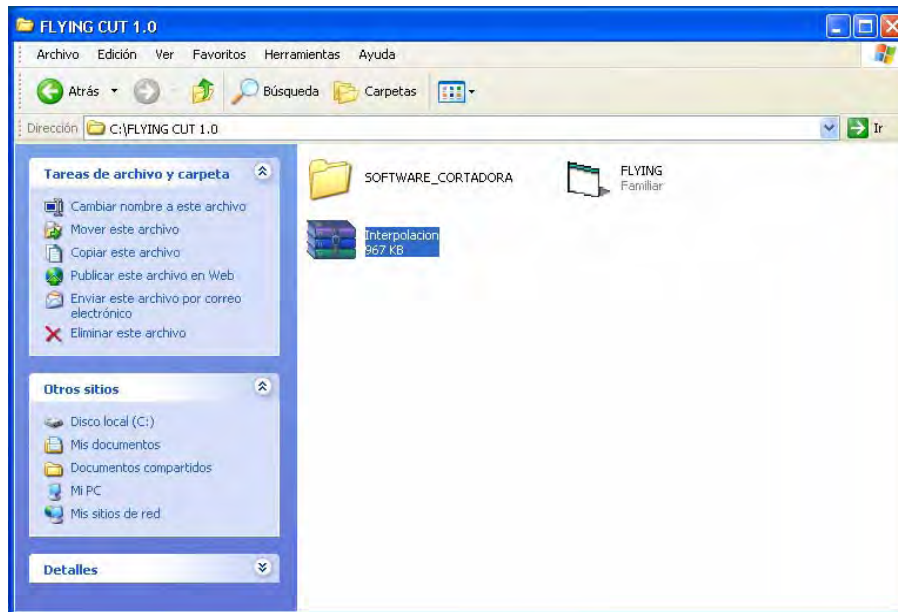 FLYING CUT 1.0
Archivo Edición Ver Favoritos Herramientas Ayuda
Atrás Búsqueda Carpetas
Dirección C:\FLYING CUT 1.0 Ir
Tareas de archivo y carpeta
Cambiar nombre a este archivo
Mover este archivo
Copiar este archivo
Publicar este archivo en Web
Enviar este archivo por correo
electrónico
Eliminar este archivo
Otros sitios
Disco local (C:)
Mis documentos
Documentos compartidos
Mi PC
Mis sitios de red
Detalles
SOFTWARE_CORTADORA
FLYING
Familiar
Interpolacion
967 KB